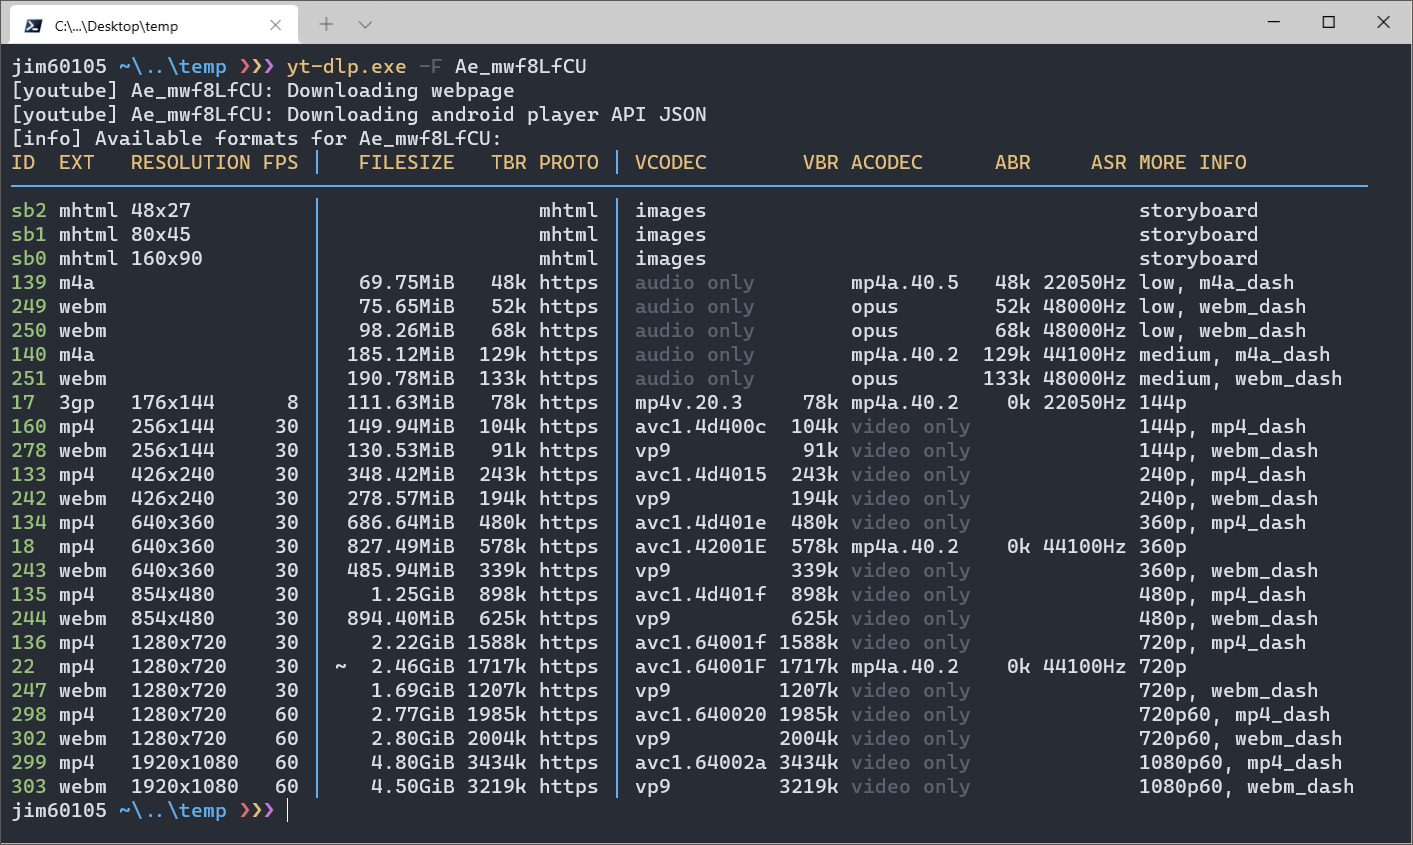 C:\...\Desktop\temp
jim60105 ~\..\temp ❯❯❯ yt-dlp.exe -F Ae_mwf8LfCU
[youtube] Ae_mwf8LfCU: Downloading webpage
[youtube] Ae_mwf8LfCU: Downloading android player API JSON
[info] Available formats for Ae_mwf8LfCU:
ID  EXT   RESOLUTION FPS │   FILESIZE   TBR PROTO │ VCODEC        VBR ACODEC      ABR     ASR MORE INFO
sb2 mhtml 48x27          │                  mhtml │ images                                    storyboard
sb1 mhtml 80x45          │                  mhtml │ images                                    storyboard
sb0 mhtml 160x90         │                  mhtml │ images                                    storyboard
139 m4a                  │   69.75MiB   48k https │ audio only        mp4a.40.5   48k 22050Hz low, m4a_dash
249 webm                 │   75.65MiB   52k https │ audio only        opus        52k 48000Hz low, webm_dash
250 webm                 │   98.26MiB   68k https │ audio only        opus        68k 48000Hz low, webm_dash
140 m4a                  │  185.12MiB  129k https │ audio only        mp4a.40.2  129k 44100Hz medium, m4a_dash
251 webm                 │  190.78MiB  133k https │ audio only        opus       133k 48000Hz medium, webm_dash
17  3gp   176x144      8 │  111.63MiB   78k https │ mp4v.20.3     78k mp4a.40.2    0k 22050Hz 144p
160 mp4   256x144     30 │  149.94MiB  104k https │ avc1.4d400c  104k video only              144p, mp4_dash
278 webm  256x144     30 │  130.53MiB   91k https │ vp9           91k video only              144p, webm_dash
133 mp4   426x240     30 │  348.42MiB  243k https │ avc1.4d4015  243k video only              240p, mp4_dash
242 webm  426x240     30 │  278.57MiB  194k https │ vp9          194k video only              240p, webm_dash
134 mp4   640x360     30 │  686.64MiB  480k https │ avc1.4d401e  480k video only              360p, mp4_dash
18  mp4   640x360     30 │  827.49MiB  578k https │ avc1.42001E  578k mp4a.40.2    0k 44100Hz 360p
243 webm  640x360     30 │  485.94MiB  339k https │ vp9          339k video only              360p, webm_dash
135 mp4   854x480     30 │    1.25GiB  898k https │ avc1.4d401f  898k video only              480p, mp4_dash
244 webm  854x480     30 │  894.40MiB  625k https │ vp9          625k video only              480p, webm_dash
136 mp4   1280x720    30 │    2.22GiB 1588k https │ avc1.64001f 1588k video only              720p, mp4_dash
22  mp4   1280x720    30 │ ~  2.46GiB 1717k https │ avc1.64001F 1717k mp4a.40.2    0k 44100Hz 720p
247 webm  1280x720    30 │    1.69GiB 1207k https │ vp9         1207k video only              720p, webm_dash
298 mp4   1280x720    60 │    2.77GiB 1985k https │ avc1.640020 1985k video only              720p60, mp4_dash
302 webm  1280x720    60 │    2.80GiB 2004k https │ vp9         2004k video only              720p60, webm_dash
299 mp4   1920x1080   60 │    4.80GiB 3434k https │ avc1.64002a 3434k video only              1080p60, mp4_dash
303 webm  1920x1080   60 │    4.50GiB 3219k https │ vp9         3219k video only              1080p60, webm_dash
jim60105 ~\..\temp ❯❯❯